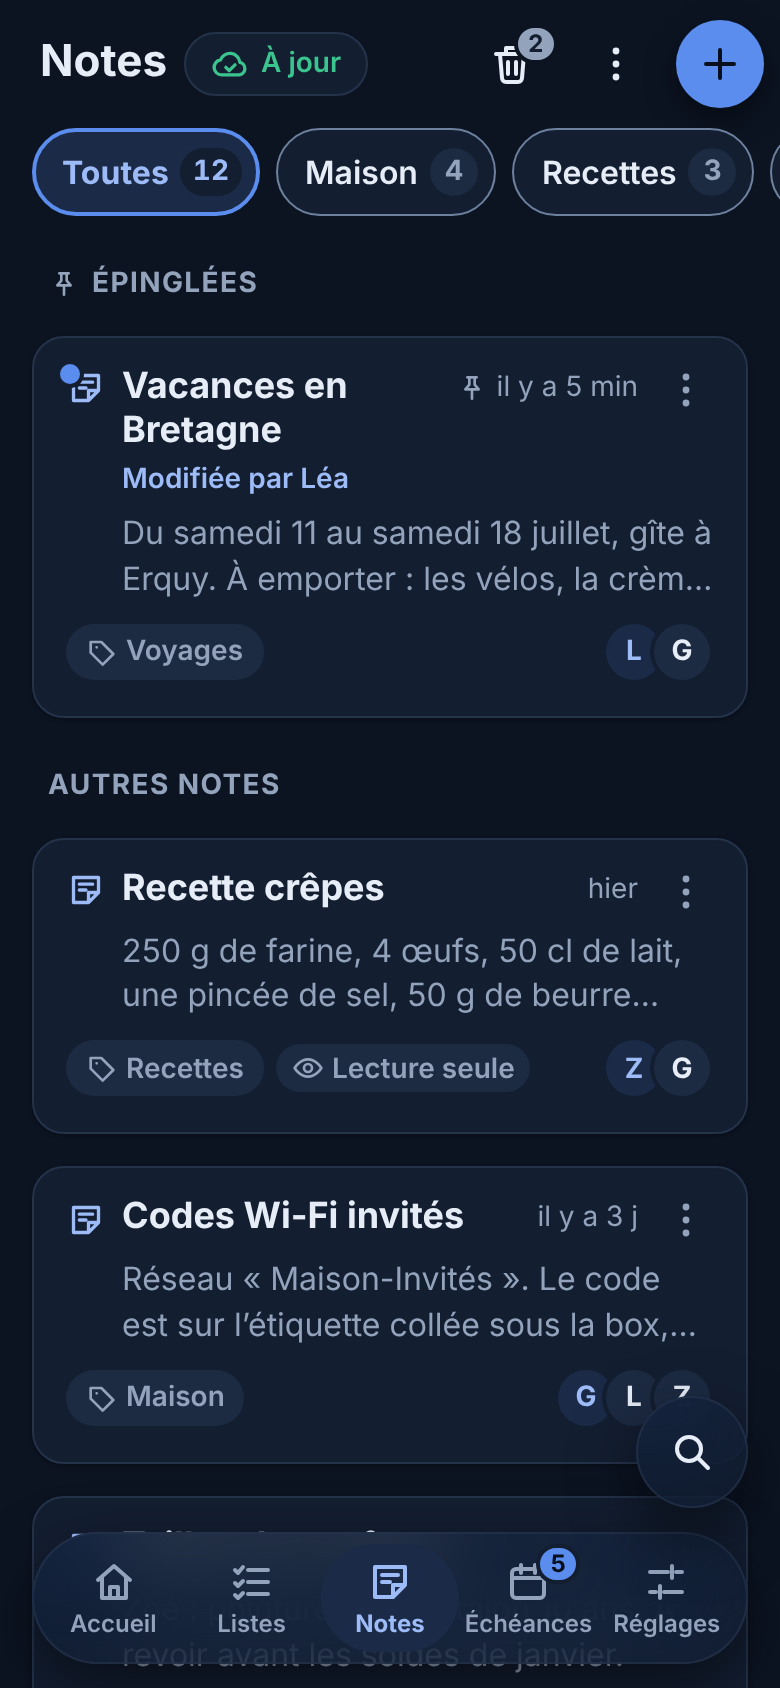 Notes
À jour
2
Toutes 12
Maison 4
Recettes 3
ÉPINGLÉES
Vacances en
Bretagne
il y a 5 min
Modifiée par Léa
Du samedi 11 au samedi 18 juillet, gîte à
Erquy. À emporter : les vélos, la crèm…
Voyages
L G
AUTRES NOTES
Recette crêpes
hier
250 g de farine, 4 œufs, 50 cl de lait,
une pincée de sel, 50 g de beurre…
Recettes
Lecture seule
Z G
Codes Wi-Fi invités
il y a 3 j
Réseau « Maison-Invités ». Le code
est sur l’étiquette collée sous la box,…
Maison
G L Z
5
Accueil
Listes
Notes
Échéances
Réglages
revoir avant les soldes de janvier.